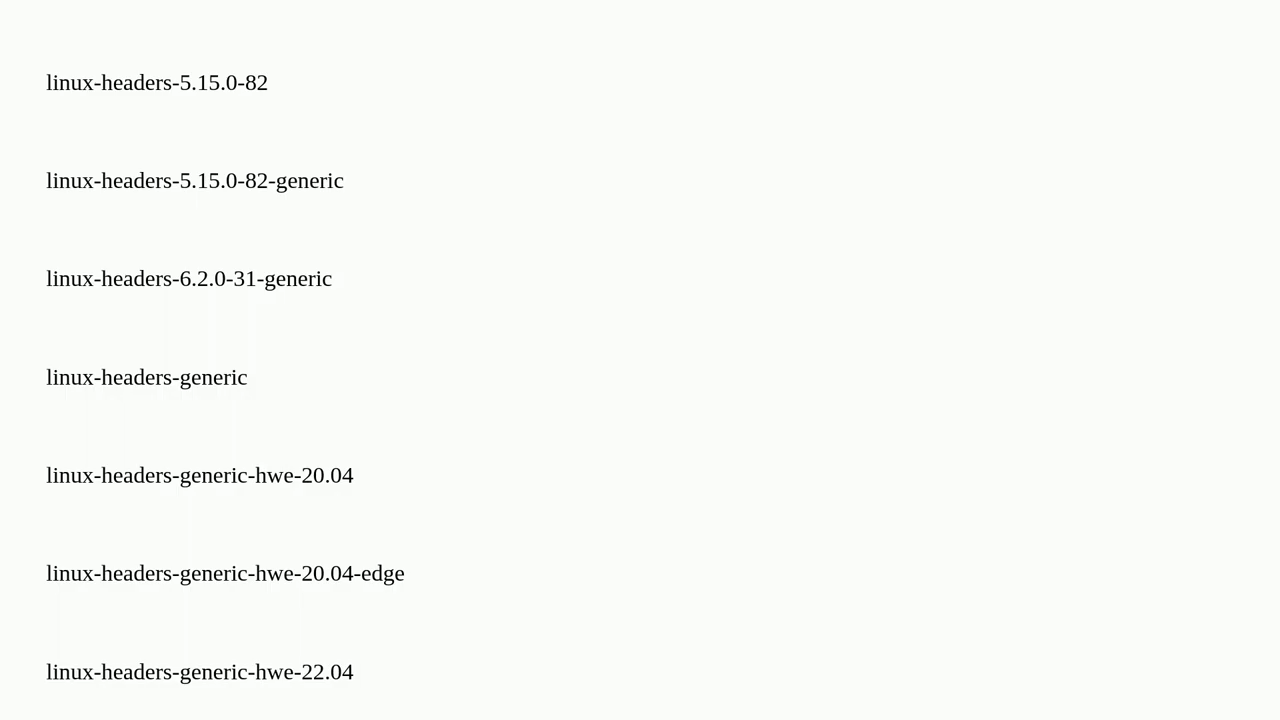 linux-headers-5.15.0-82
linux-headers-5.15.0-82-generic
linux-headers-6.2.0-31-generic
linux-headers-generic
linux-headers-generic-hwe-20.04
linux-headers-generic-hwe-20.04-edge
linux-headers-generic-hwe-22.04